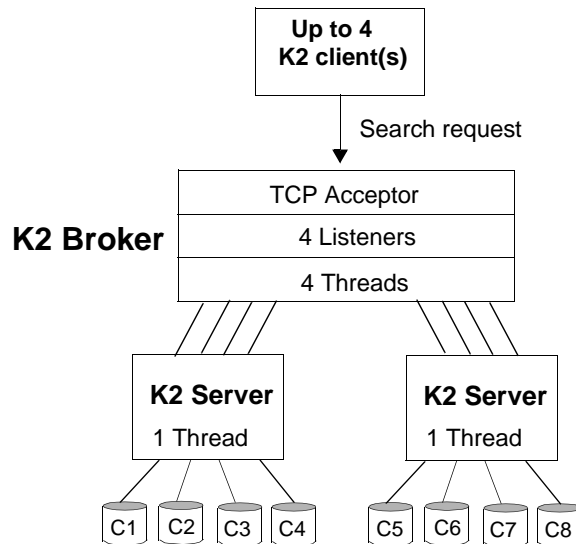 Up to 4
K2 client(s)
Search request
TCP Acceptor
K2 Broker
4 Listeners
4 Threads
K2 Server
1 Thread
K2 Server
1 Thread
C1
C2
C3
C4
C5
C6
C7
C8